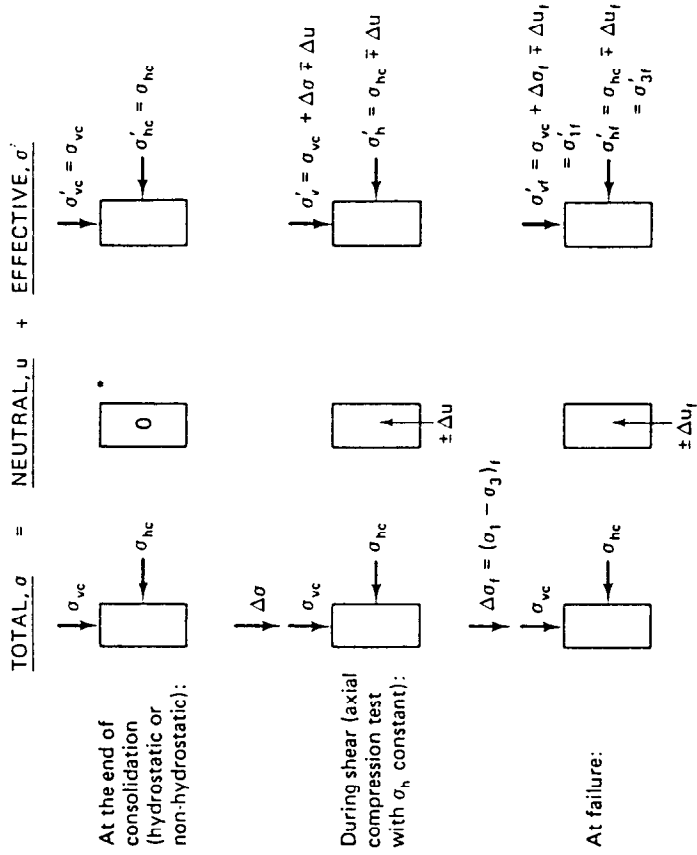 TOTAL, σ = NEUTRAL, u + EFFECTIVE, σ′
At the end of
consolidation
(hydrostatic or
non-hydrostatic):
σvc
σhc
0
*
σ′vc = σvc
σ′hc = σhc
During shear (axial
compression test
with σh constant):
Δσ
σvc
σhc
± Δu
σ′v = σvc + Δσ ∓ Δu
σ′h = σhc ∓ Δu
At failure:
Δσf = (σ1 − σ3)f
σvc
σhc
± Δuf
σ′vf = σvc + Δσf ∓ Δuf
= σ′1f
σ′hf = σhc ∓ Δuf
= σ′3f